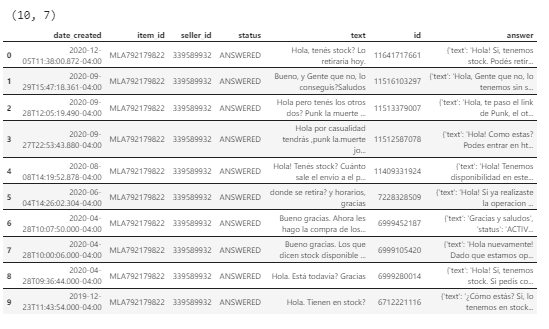 (10, 7)
date_created item_id seller_id status text id answer
0 2020-12-05T11:38:00.872-04:00 MLA792179822 339589932 ANSWERED Hola, tenés stock? Lo retiraría hoy. 11641717661 {'text': 'Hola! Si, tenemos stock. Podés retir...
1 2020-09-29T15:47:18.361-04:00 MLA792179822 339589932 ANSWERED Bueno, y Gente que no, lo conseguis?Saludos 11516103297 {'text': 'Hola, Gente que no, lo tenemos sin s...
2 2020-09-28T12:05:19.490-04:00 MLA792179822 339589932 ANSWERED Hola pero tenés los otros dos? Punk la muerte ... 11513379007 {'text': 'Hola, te paso el link de Punk, el ot...
3 2020-09-27T22:53:43.880-04:00 MLA792179822 339589932 ANSWERED Hola por casualidad tendrás ,punk la.muerte jo... 11512587078 {'text': 'Hola! Como estas? Podes entrar en ht...
4 2020-08-08T14:19:52.878-04:00 MLA792179822 339589932 ANSWERED Hola! Tenés stock? Cuánto sale el envío a el p... 11409331924 {'text': 'Hola! Tenemos disponibilidad en este...
5 2020-06-04T14:26:02.304-04:00 MLA792179822 339589932 ANSWERED donde se retira? y horarios, gracias 7228328509 {'text': 'Hola! Si ya realizaste la operacion ...
6 2020-04-28T10:07:50.000-04:00 MLA792179822 339589932 ANSWERED Bueno gracias. Ahora les hago la compra de los... 6999452187 {'text': 'Gracias y saludos', 'status': 'ACTIV...
7 2020-04-28T10:00:06.000-04:00 MLA792179822 339589932 ANSWERED Bueno gracias. Los que dicen stock disponible ... 6999105420 {'text': 'Hola nuevamente! Dado que estamos op...
8 2020-04-28T09:36:44.000-04:00 MLA792179822 339589932 ANSWERED Hola. Está todavía? Gracias 6999280014 {'text': 'Hola! Si, tenemos stock. Si pedis co...
9 2019-12-23T11:43:54.000-04:00 MLA792179822 339589932 ANSWERED Hola. Tienen en stock? 6712221116 {'text': '¿Cómo estás? Si, lo tenemos en stock...